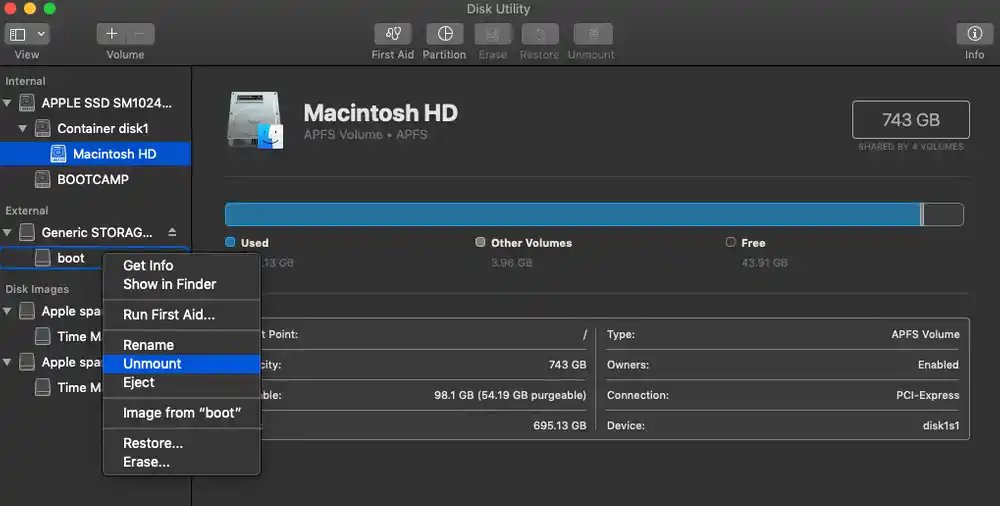 Disk Utility
View
Volume
First Aid
Partition
Erase
Restore
Unmount
Info
Internal
APPLE SSD SM1024...
Container disk1
Macintosh HD
BOOTCAMP
External
Generic STORAG...
boot
Disk Images
Apple spa
Time M
Apple spa
Time M
Get Info
Show in Finder
Run First Aid...
Rename
Unmount
Eject
Image from “boot”
Restore...
Erase...
Macintosh HD
APFS Volume • APFS
743 GB
SHARED BY 4 VOLUMES
Used
.13 GB
Other Volumes
3.96 GB
Free
43.91 GB
Point: /
city: 743 GB
ble: 98.1 GB (54.19 GB purgeable)
695.13 GB
Type: APFS Volume
Owners: Enabled
Connection: PCI-Express
Device: disk1s1